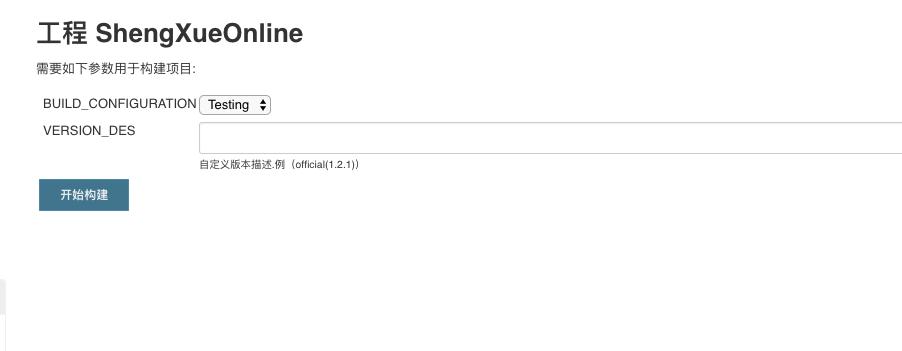 工程 ShengXueOnline
需要如下参数用于构建项目:
BUILD_CONFIGURATION Testing
VERSION_DES
自定义版本描述.例（official(1.2.1)）
开始构建